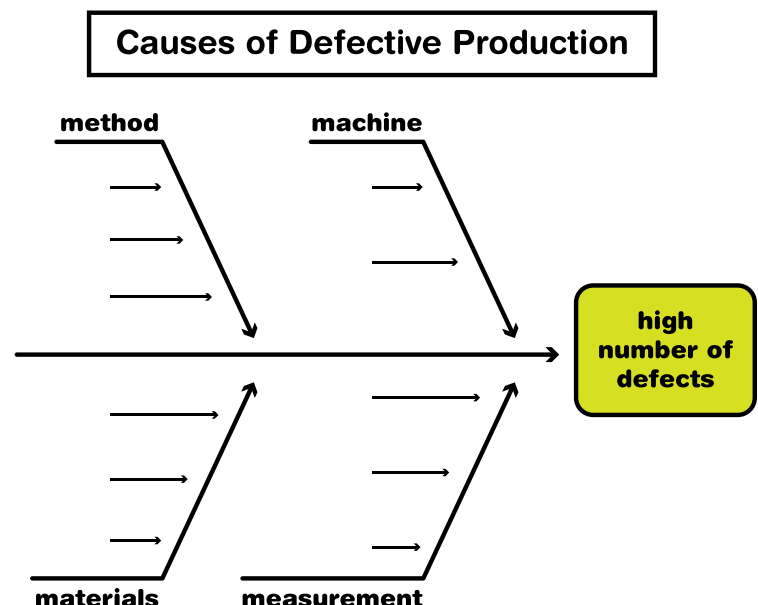 Causes of Defective Production
method
machine
high
number of
defects
materials
measurement